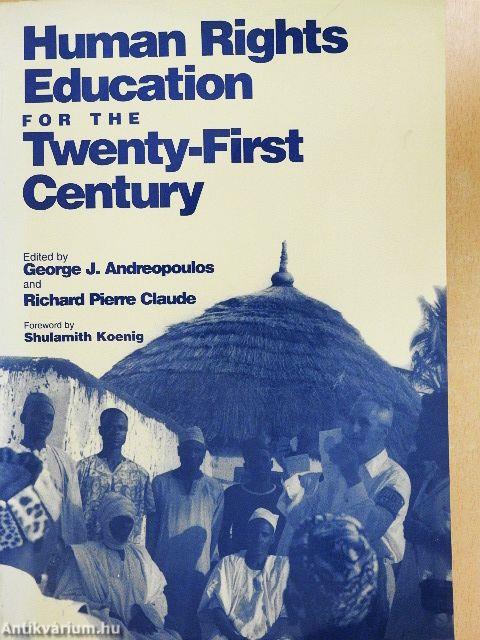 Human Rights
Education
FOR THE
Twenty-First
Century
Edited by
George J. Andreopoulos
and
Richard Pierre Claude
Foreword by
Shulamith Koenig
Antikvárium.hu